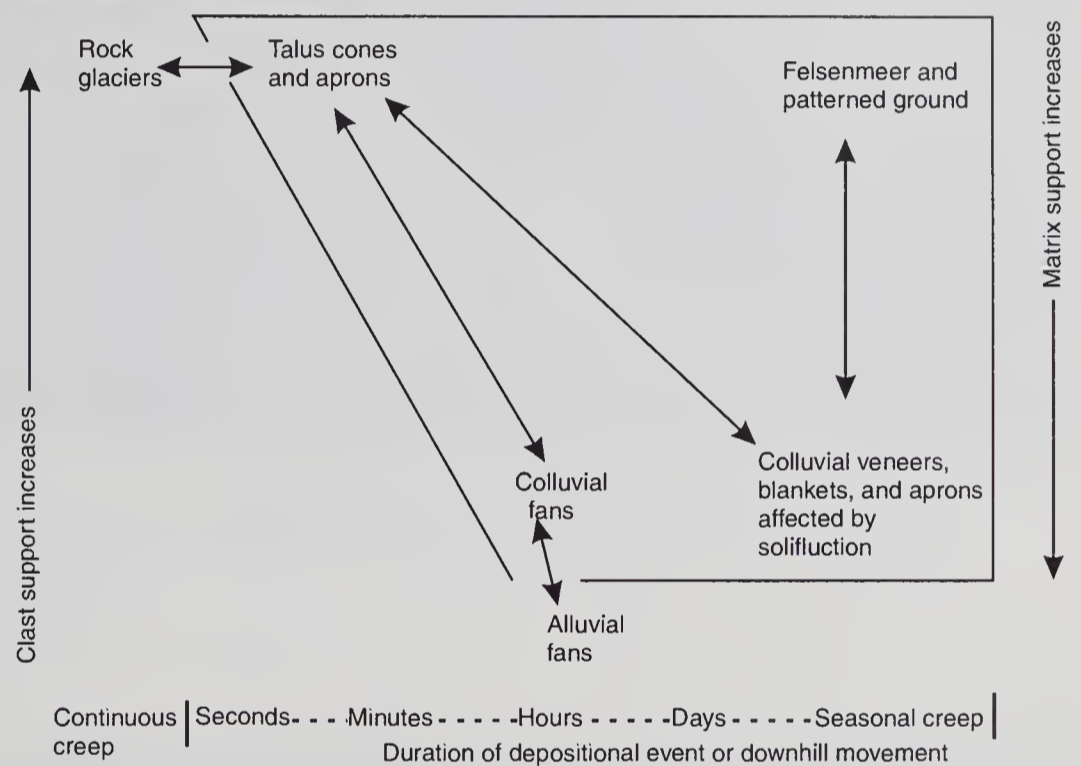 Rock
glaciers
Talus cones
and aprons
Felsenmeer and
patterned ground
Clast support increases
Matrix support increases
Colluvial
fans
Colluvial veneers,
blankets, and aprons
affected by
solifluction
Alluvial
fans
Continuous
creep
Seconds- - - -Minutes - - - - -Hours - - - - -Days - - - - -Seasonal creep
Duration of depositional event or downhill movement